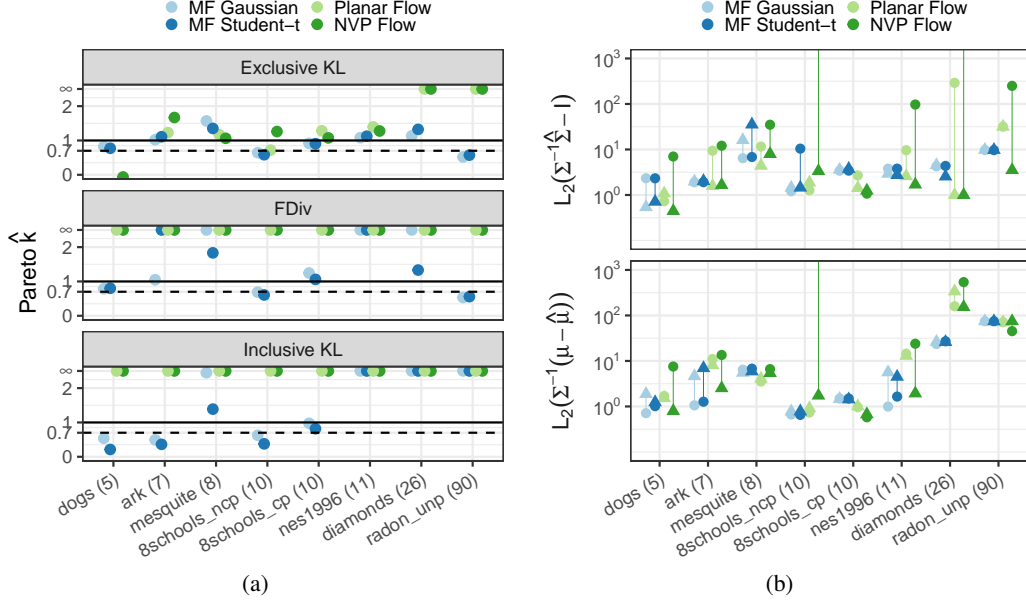 MF Gaussian Planar Flow
MF Student−t NVP Flow
Exclusive KL
∞
2
1
0.7
0
FDiv
∞
2
1
0.7
0
Inclusive KL
∞
2
1
0.7
0
Pareto k̂
dogs (5)
ark (7)
mesquite (8)
8schools_ncp (10)
8schools_cp (10)
nes1996 (11)
diamonds (26)
radon_unp (90)
(a)
MF Gaussian Planar Flow
MF Student−t NVP Flow
L₂(Σ⁻¹Σ̂ − I)
10³
10²
10¹
10⁰
L₂(Σ⁻¹(μ − μ̂))
10³
10²
10¹
10⁰
dogs (5)
ark (7)
mesquite (8)
8schools_ncp (10)
8schools_cp (10)
nes1996 (11)
diamonds (26)
radon_unp (90)
(b)